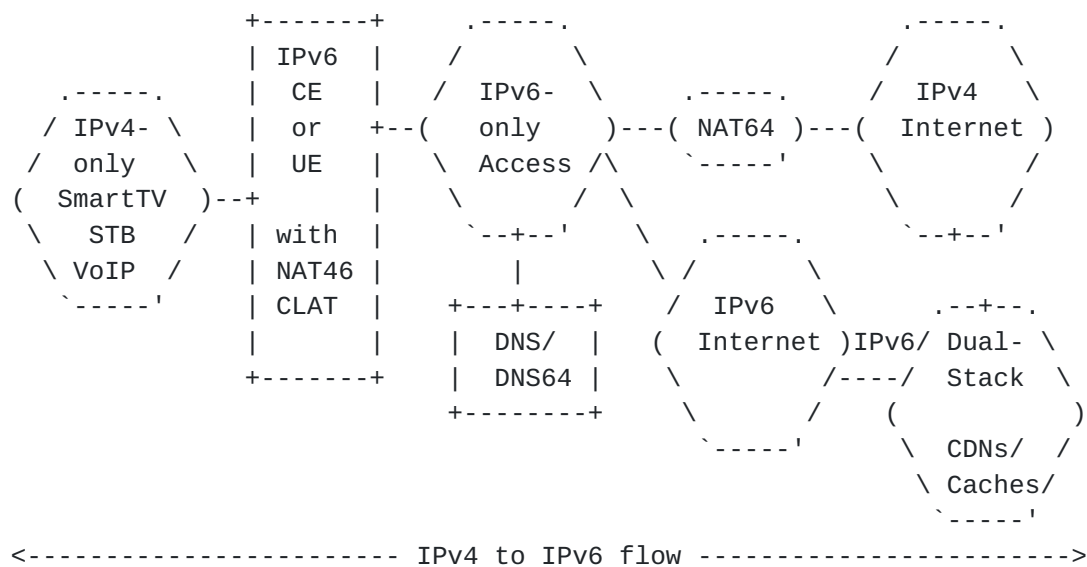 IPv6
CE
or
UE
with
NAT46
CLAT
IPv4-
only
SmartTV
STB
VoIP
IPv6-
only
Access
NAT64
IPv4
Internet
DNS/
DNS64
IPv6
Internet
IPv6
Dual-
Stack
CDNs/
Caches
IPv4 to IPv6 flow